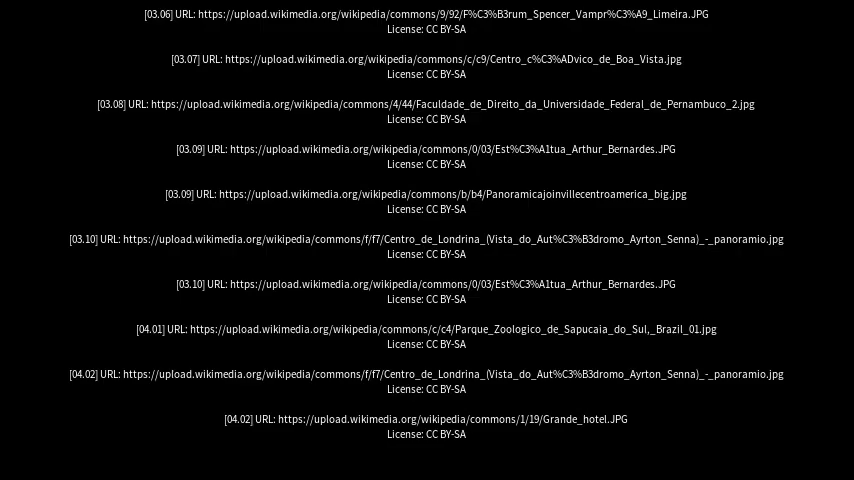 [03.06] URL: https://upload.wikimedia.org/wikipedia/commons/9/92/F%C3%B3rum_Spencer_Vampr%C3%A9_Limeira.JPG
License: CC BY-SA
[03.07] URL: https://upload.wikimedia.org/wikipedia/commons/c/c9/Centro_c%C3%ADvico_de_Boa_Vista.jpg
License: CC BY-SA
[03.08] URL: https://upload.wikimedia.org/wikipedia/commons/4/44/Faculdade_de_Direito_da_Universidade_Federal_de_Pernambuco_2.jpg
License: CC BY-SA
[03.09] URL: https://upload.wikimedia.org/wikipedia/commons/0/03/Est%C3%A1tua_Arthur_Bernardes.JPG
License: CC BY-SA
[03.09] URL: https://upload.wikimedia.org/wikipedia/commons/b/b4/Panoramicajoinvillecentroamerica_big.jpg
License: CC BY-SA
[03.10] URL: https://upload.wikimedia.org/wikipedia/commons/f/f7/Centro_de_Londrina_(Vista_do_Aut%C3%B3dromo_Ayrton_Senna)_-_panoramio.jpg
License: CC BY-SA
[03.10] URL: https://upload.wikimedia.org/wikipedia/commons/0/03/Est%C3%A1tua_Arthur_Bernardes.JPG
License: CC BY-SA
[04.01] URL: https://upload.wikimedia.org/wikipedia/commons/c/c4/Parque_Zoologico_de_Sapucaia_do_Sul,_Brazil_01.jpg
License: CC BY-SA
[04.02] URL: https://upload.wikimedia.org/wikipedia/commons/f/f7/Centro_de_Londrina_(Vista_do_Aut%C3%B3dromo_Ayrton_Senna)_-_panoramio.jpg
License: CC BY-SA
[04.02] URL: https://upload.wikimedia.org/wikipedia/commons/1/19/Grande_hotel.JPG
License: CC BY-SA